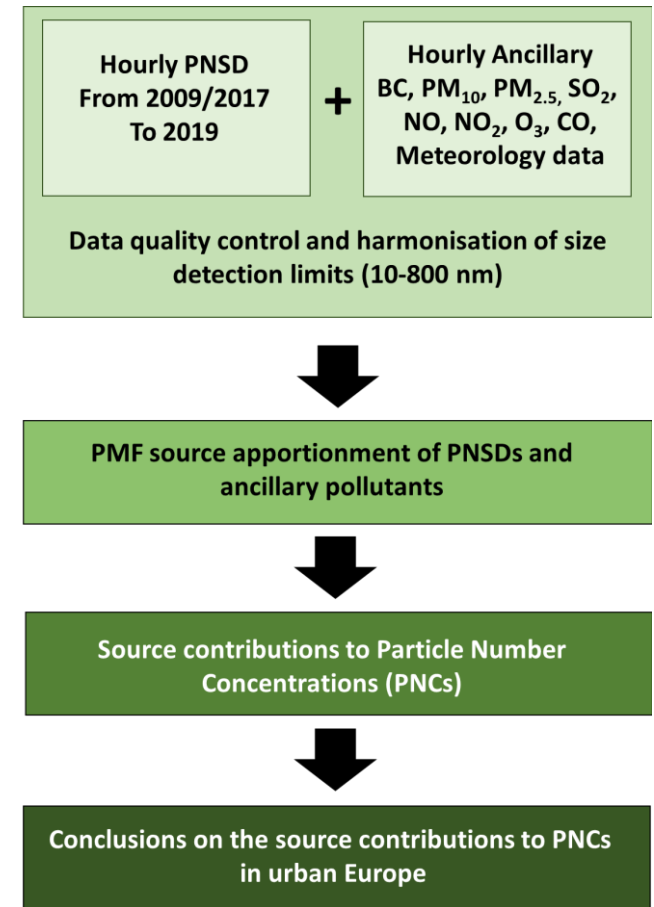 Hourly PNSD
From 2009/2017
To 2019
+
Hourly Ancillary
BC, PM₁₀, PM₂.₅, SO₂,
NO, NO₂, O₃, CO,
Meteorology data
Data quality control and harmonisation of size
detection limits (10-800 nm)
PMF source apportionment of PNSDs and
ancillary pollutants
Source contributions to Particle Number
Concentrations (PNCs)
Conclusions on the source contributions to PNCs
in urban Europe